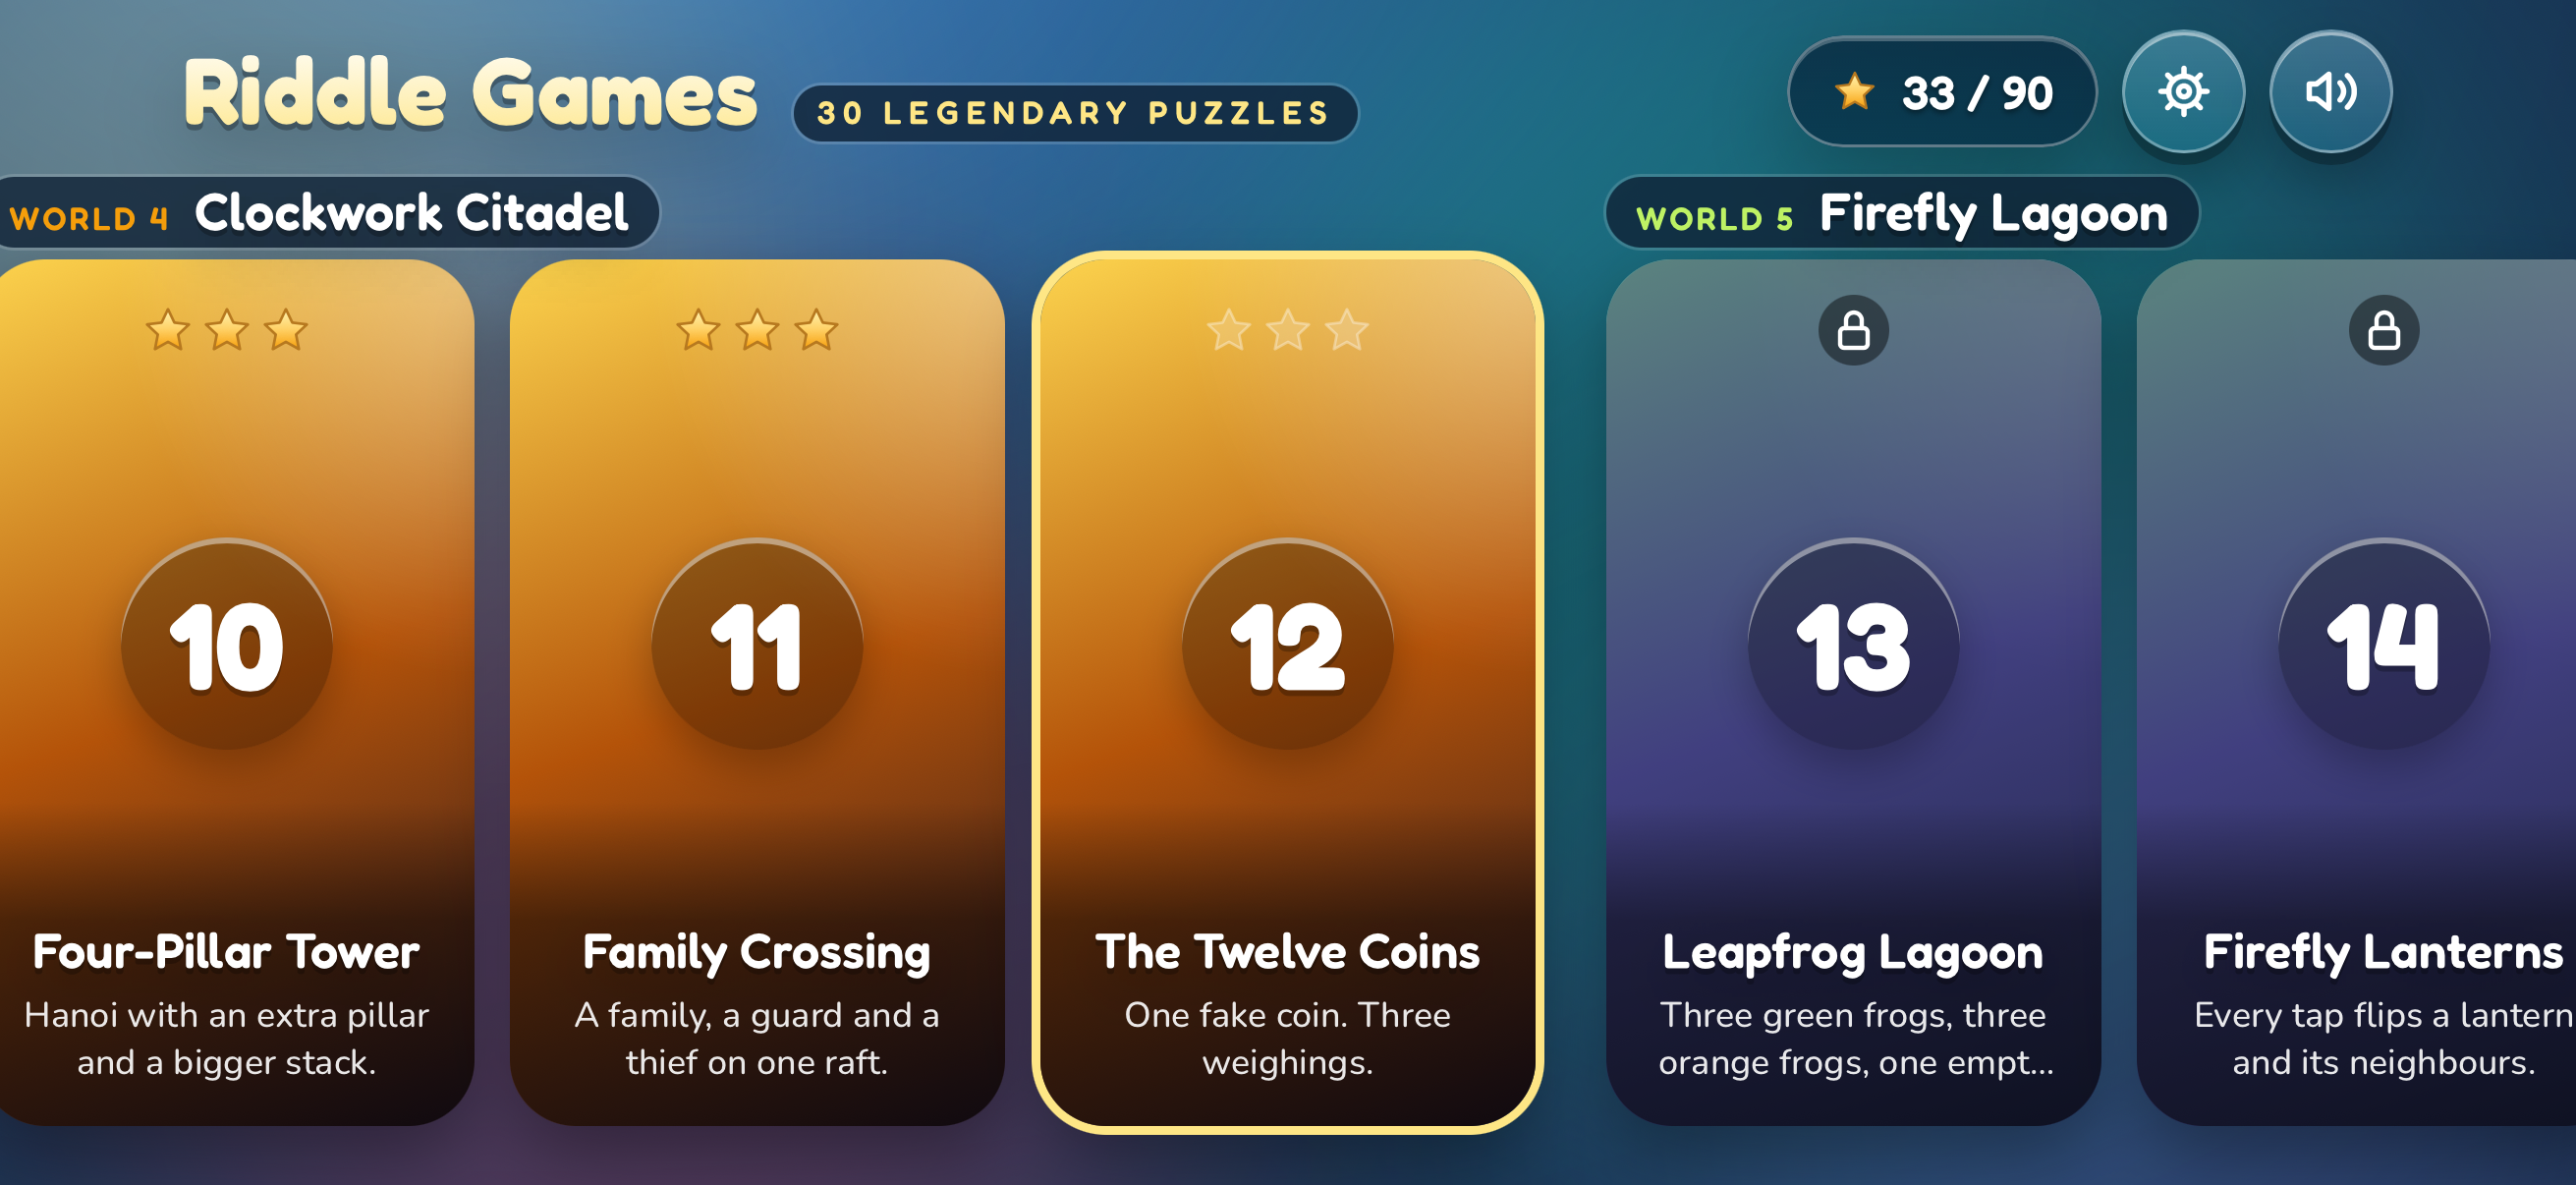 Riddle Games
30 LEGENDARY PUZZLES
33 / 90
WORLD 4 Clockwork Citadel
WORLD 5 Firefly Lagoon
10
Four-Pillar Tower
Hanoi with an extra pillar
and a bigger stack.
11
Family Crossing
A family, a guard and a
thief on one raft.
12
The Twelve Coins
One fake coin. Three
weighings.
13
Leapfrog Lagoon
Three green frogs, three
orange frogs, one empt...
14
Firefly Lanterns
Every tap flips a lantern
and its neighbours.